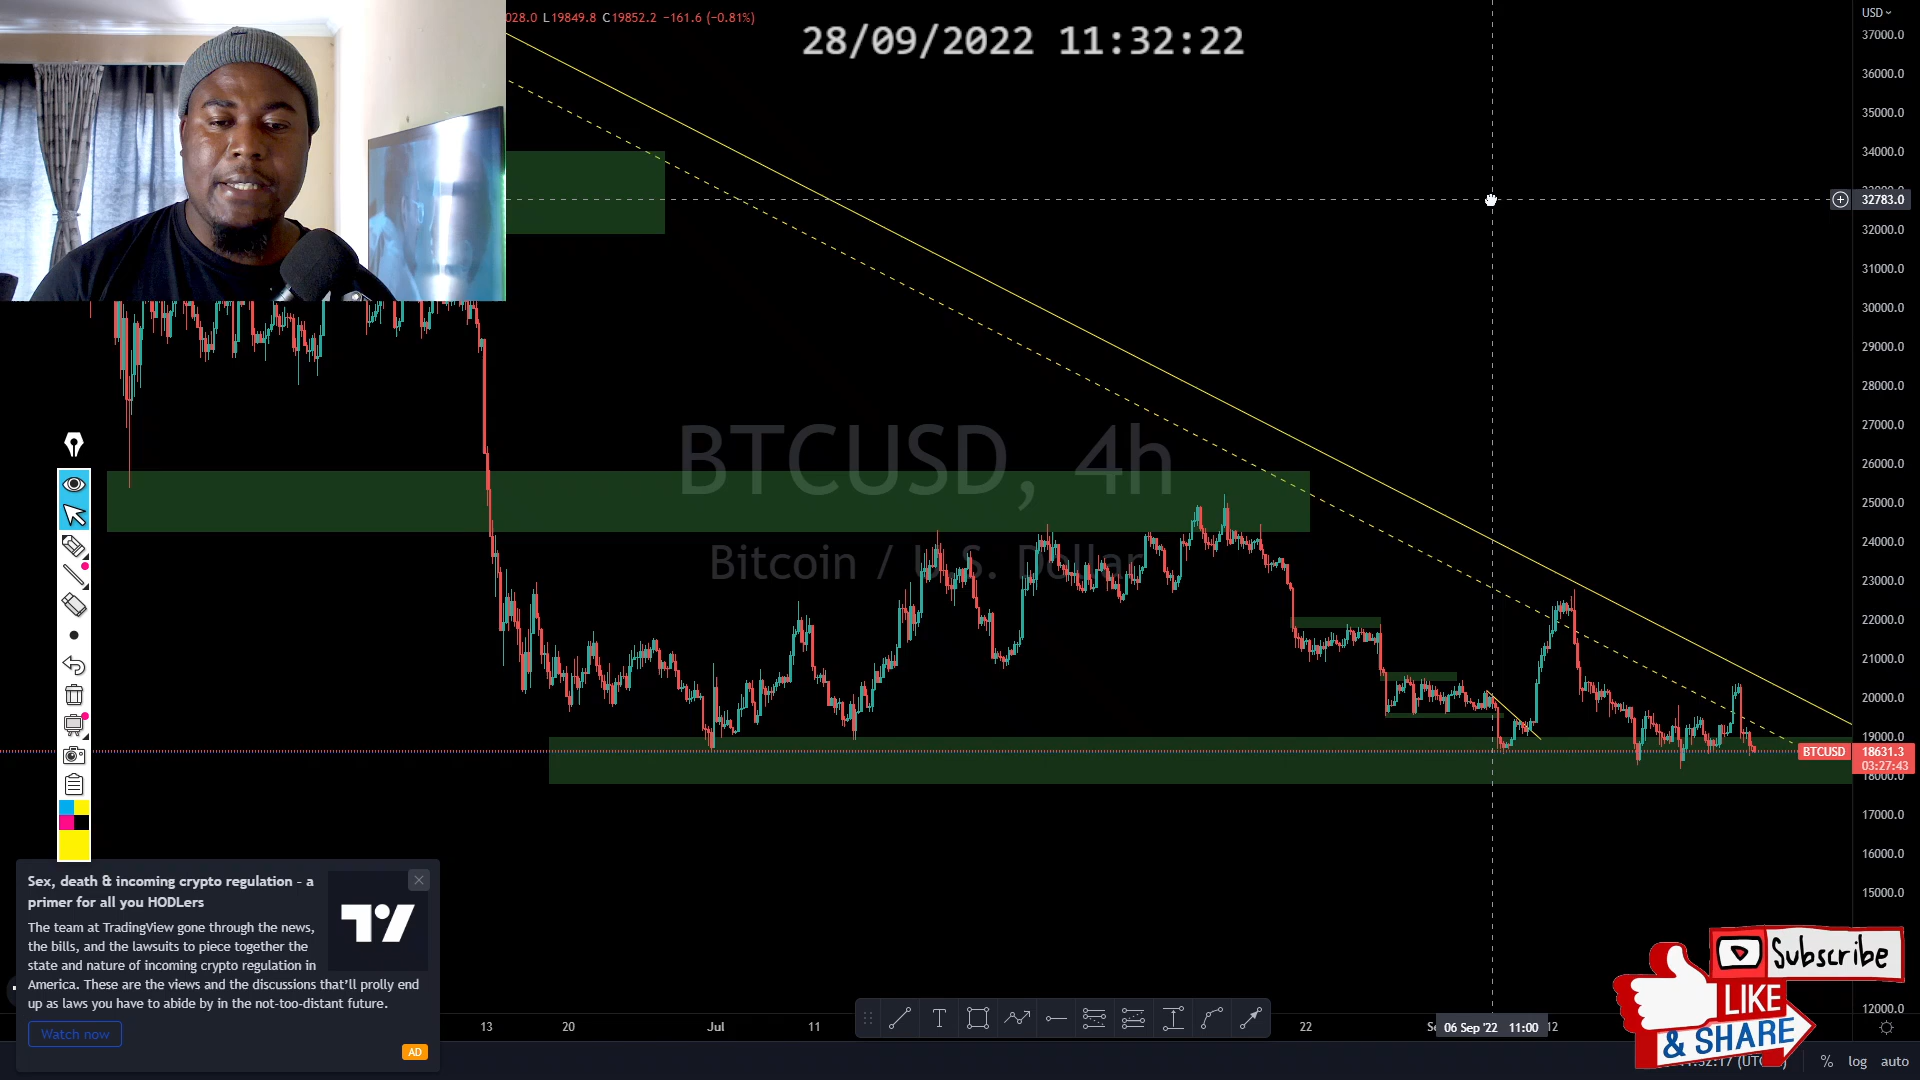 028.0 L19849.8 C19852.2 −161.6 (−0.81%)
28/09/2022 11:32:22
USD
37000.0
36000.0
35000.0
34000.0
32783.0
32000.0
31000.0
30000.0
29000.0
28000.0
27000.0
26000.0
25000.0
24000.0
23000.0
22000.0
21000.0
20000.0
19000.0
BTCUSD 18631.3
03:27:43
18000.0
17000.0
16000.0
15000.0
12000.0
BTCUSD, 4h
Bitcoin / U.S. Dollar
Sex, death & incoming crypto regulation - a
primer for all you HODLers
The team at TradingView gone through the news,
the bills, and the lawsuits to piece together the
state and nature of incoming crypto regulation in
America. These are the views and the discussions that'll prolly end
up as laws you have to abide by in the not-too-distant future.
Watch now
AD
13 20 Jul 11 22 06 Sep '22 11:00 12
Subscribe
LIKE
& SHARE
% log auto